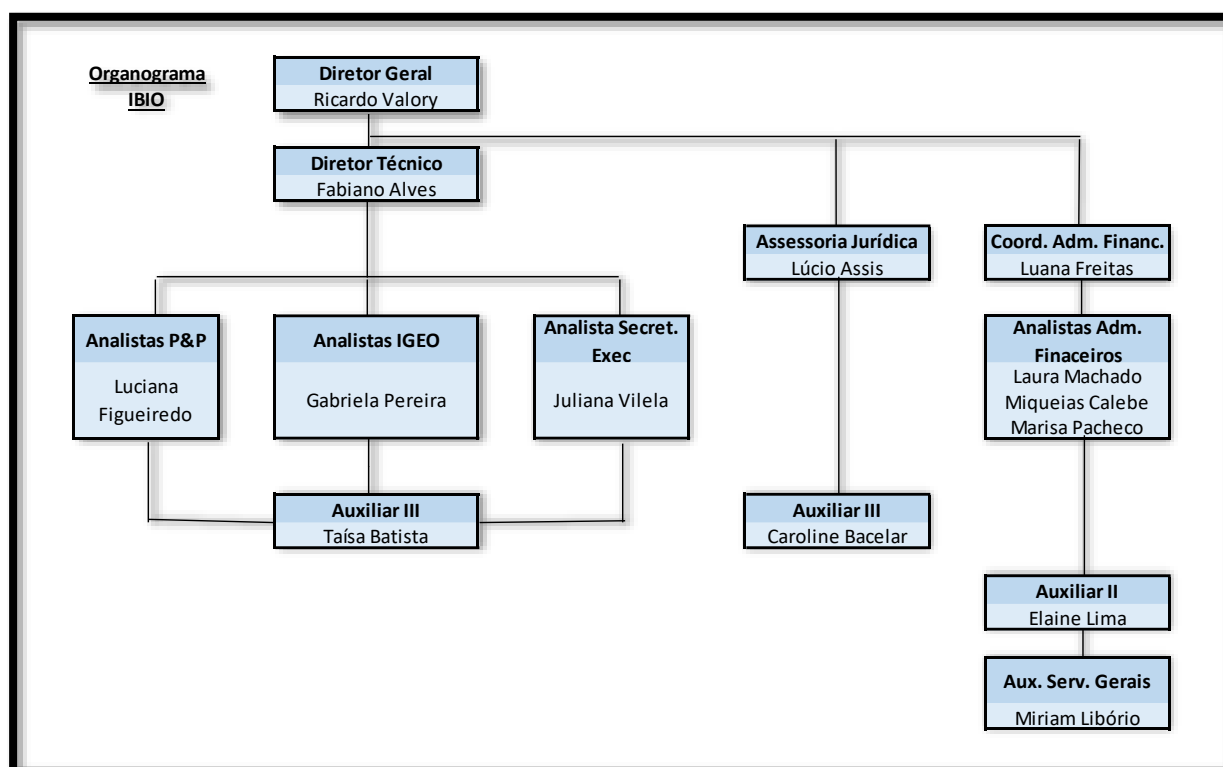 Organograma
IBIO
Diretor Geral
Ricardo Valory
Diretor Técnico
Fabiano Alves
Assessoria Jurídica
Lúcio Assis
Coord. Adm. Financ.
Luana Freitas
Analistas P&P
Luciana
Figueiredo
Analistas IGEO
Gabriela Pereira
Analista Secret.
Exec
Juliana Vilela
Analistas Adm.
Finaceiros
Laura Machado
Miqueias Calebe
Marisa Pacheco
Auxiliar III
Taísa Batista
Auxiliar III
Caroline Bacelar
Auxiliar II
Elaine Lima
Aux. Serv. Gerais
Miriam Libório